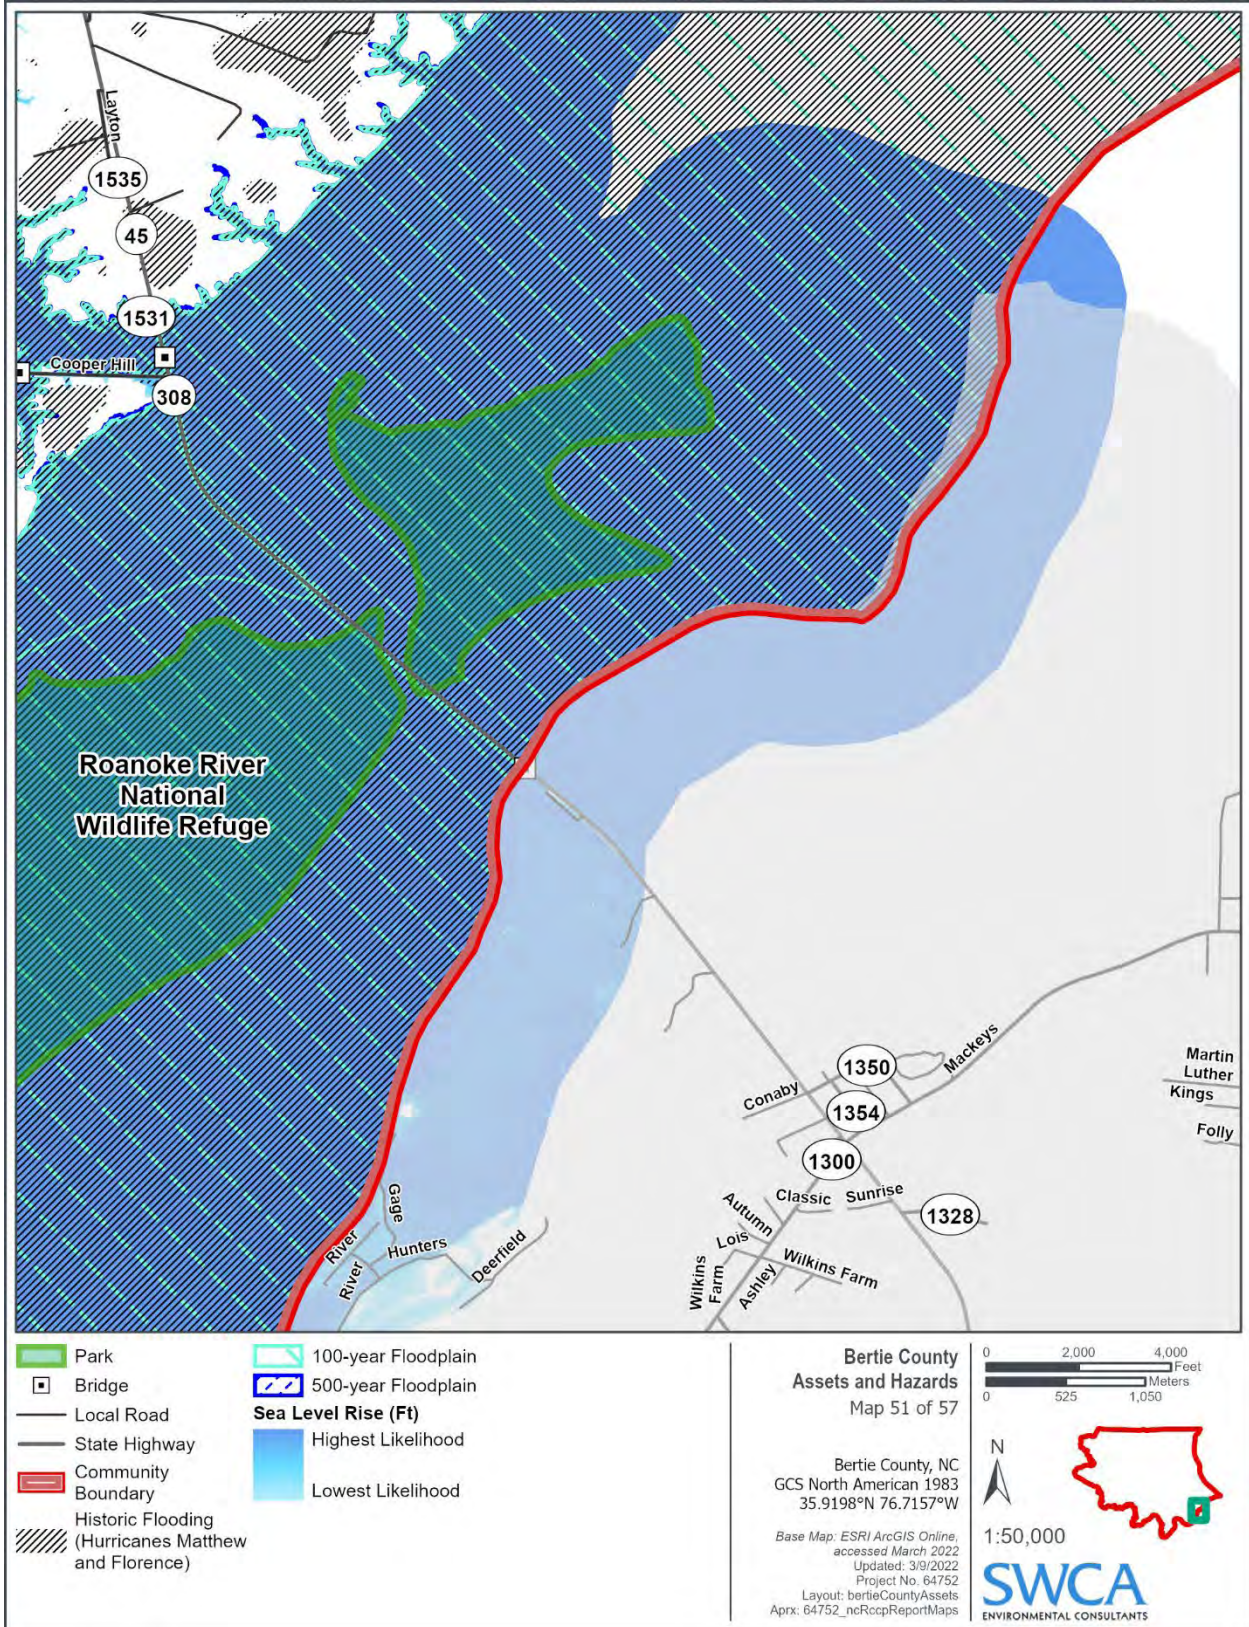 Layton
1535
45
1531
Cooper Hill
308
Roanoke River
National
Wildlife Refuge
Mackeys
1350
Conaby
1354
1300
Martin
Luther
Kings
Folly
Classic
Sunrise
1328
Autumn
Lois
Wilkins Farm
Wilkins
Farm
Ashley
Gage
River
River
Hunters
Deerfield
Park
Bridge
Local Road
State Highway
Community
Boundary
Historic Flooding
(Hurricanes Matthew
and Florence)
100-year Floodplain
500-year Floodplain
Sea Level Rise (Ft)
Highest Likelihood
Lowest Likelihood
Bertie County
Assets and Hazards
Map 51 of 57
Bertie County, NC
GCS North American 1983
35.9198°N 76.7157°W
Base Map: ESRI ArcGIS Online,
accessed March 2022
Updated: 3/9/2022
Project No. 64752
Layout: bertieCountyAssets
Aprx: 64752_ncRccpReportMaps
0 2,000 4,000
Feet
Meters
0 525 1,050
N
1:50,000
SWCA
ENVIRONMENTAL CONSULTANTS